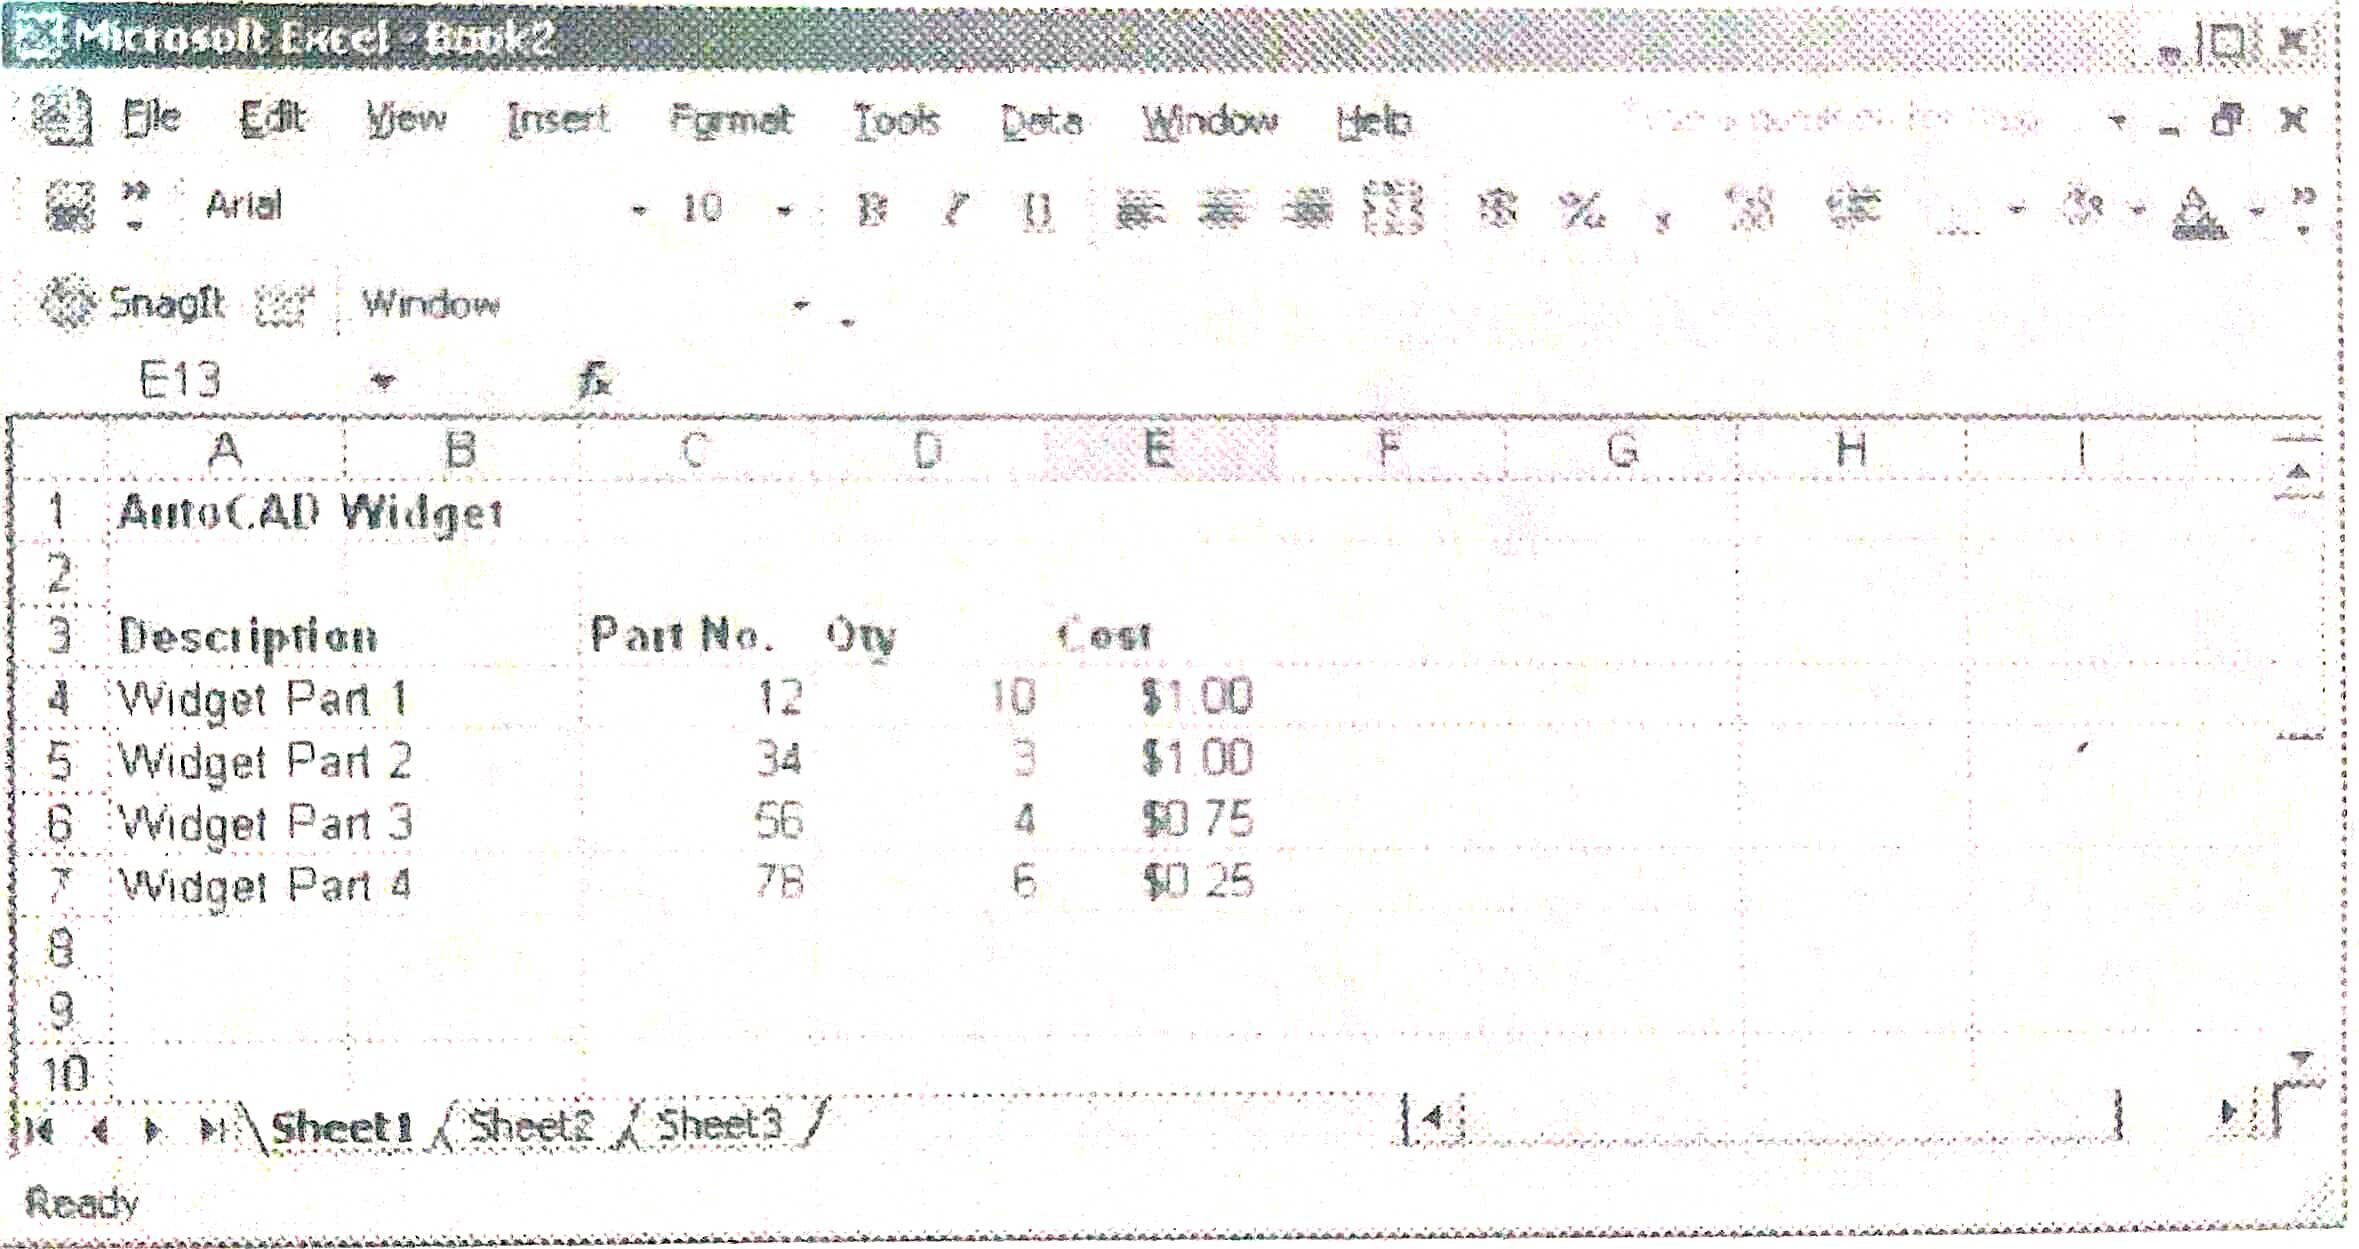 Microsoft Excel - Book2
File Edit View Insert Format Tools Data Window Help
Arial 10 B I U $ % ,
SnagIt Window
E13 fx
A B C D E F G H I
1 AutoCAD Widget
2
3 Description Part No. Qty Cost
4 Widget Part 1 12 10 $1.00
5 Widget Part 2 34 3 $1.00
6 Widget Part 3 56 4 $0.75
7 Widget Part 4 78 6 $0.25
8
9
10
Sheet1 Sheet2 Sheet3
Ready